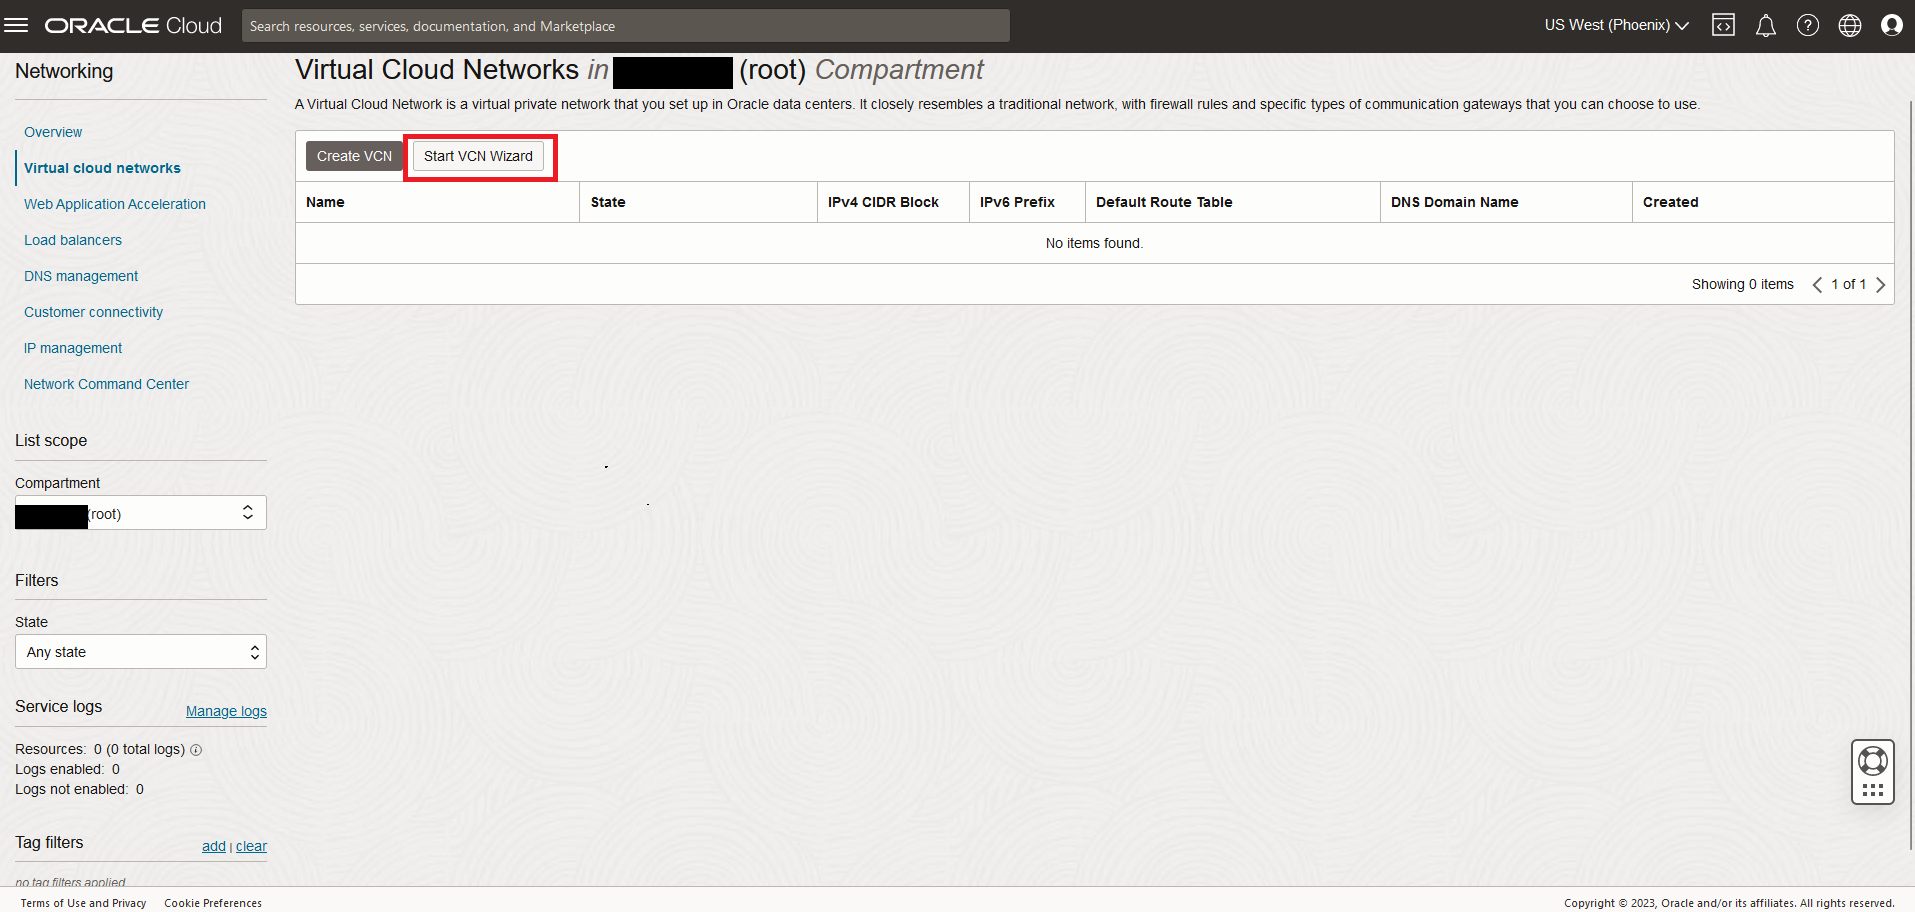 ORACLE Cloud
Search resources, services, documentation, and Marketplace
US West (Phoenix)
Networking
Overview
Virtual cloud networks
Web Application Acceleration
Load balancers
DNS management
Customer connectivity
IP management
Network Command Center
List scope
Compartment
(root)
Filters
State
Any state
Service logs
Manage logs
Resources: 0 (0 total logs)
Logs enabled: 0
Logs not enabled: 0
Tag filters
add | clear
no tag filters applied
Virtual Cloud Networks in (root) Compartment
A Virtual Cloud Network is a virtual private network that you set up in Oracle data centers. It closely resembles a traditional network, with firewall rules and specific types of communication gateways that you can choose to use.
Create VCN Start VCN Wizard
Name State IPv4 CIDR Block IPv6 Prefix Default Route Table DNS Domain Name Created
No items found.
Showing 0 items 1 of 1
Terms of Use and Privacy Cookie Preferences
Copyright © 2023, Oracle and/or its affiliates. All rights reserved.